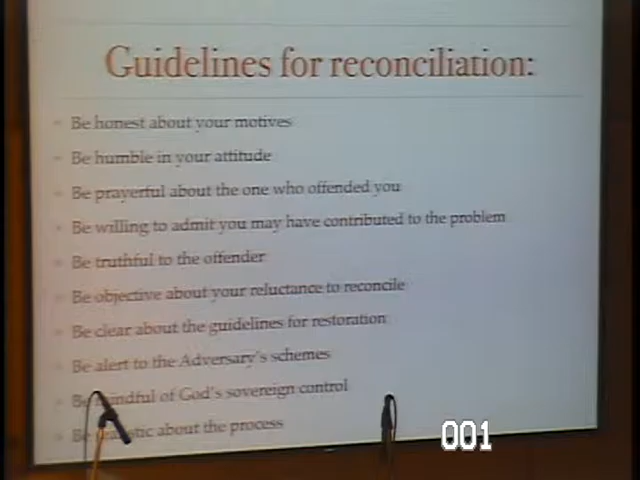 Guidelines for reconciliation:
Be honest about your motives
Be humble in your attitude
Be prayerful about the one who offended you
Be willing to admit you may have contributed to the problem
Be truthful to the offender
Be objective about your reluctance to reconcile
Be clear about the guidelines for restoration
Be alert to the Adversary's schemes
Be mindful of God's sovereign control
Be realistic about the process
001